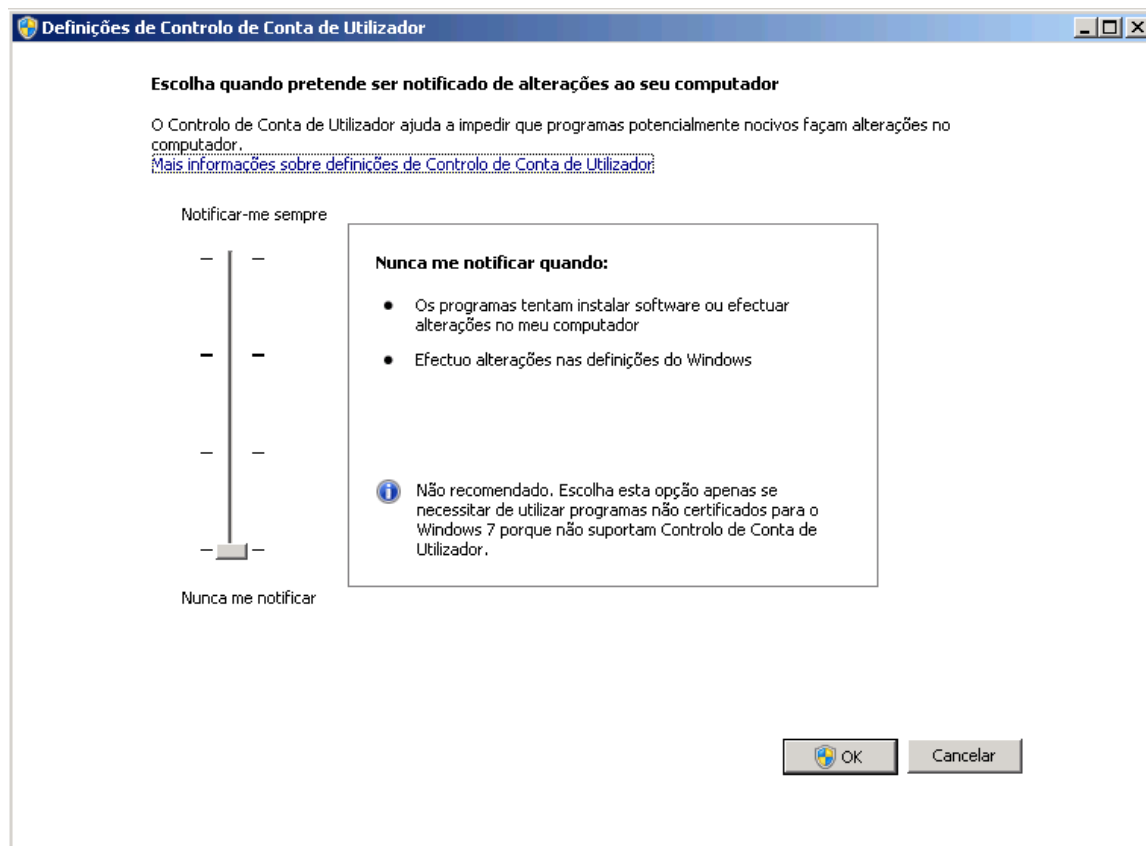 Definições de Controlo de Conta de Utilizador
Escolha quando pretende ser notificado de alterações ao seu computador
O Controlo de Conta de Utilizador ajuda a impedir que programas potencialmente nocivos façam alterações no
computador.
Mais informações sobre definições de Controlo de Conta de Utilizador
Notificar-me sempre
Nunca me notificar quando:
Os programas tentam instalar software ou efectuar
alterações no meu computador
Efectuo alterações nas definições do Windows
Não recomendado. Escolha esta opção apenas se
necessitar de utilizar programas não certificados para o
Windows 7 porque não suportam Controlo de Conta de
Utilizador.
Nunca me notificar
OK
Cancelar